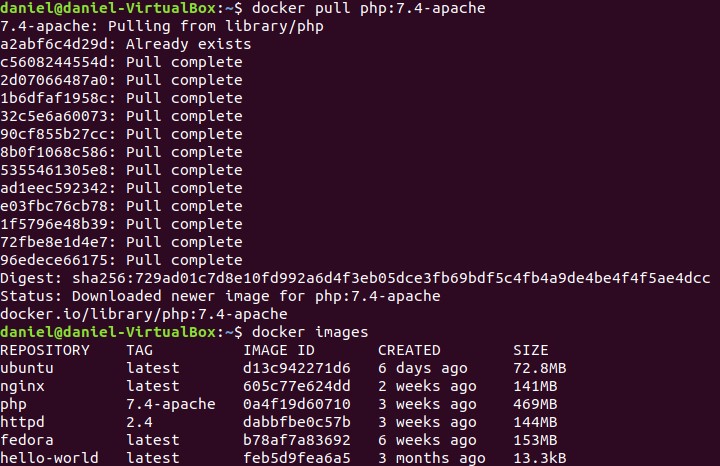 daniel@daniel-VirtualBox:~$ docker pull php:7.4-apache
7.4-apache: Pulling from library/php
a2abf6c4d29d: Already exists
c5608244554d: Pull complete
2d07066487a0: Pull complete
1b6dfaf1958c: Pull complete
32c5e6a60073: Pull complete
90cf855b27cc: Pull complete
8b0f1068c586: Pull complete
5355461305e8: Pull complete
ad1eec592342: Pull complete
e03fbc76cb78: Pull complete
1f5796e48b39: Pull complete
72fbe8e1d4e7: Pull complete
96edece66175: Pull complete
Digest: sha256:729ad01c7d8e10fd992a6d4f3eb05dce3fb69bdf5c4fb4a9de4be4f4f5ae4dcc
Status: Downloaded newer image for php:7.4-apache
docker.io/library/php:7.4-apache
daniel@daniel-VirtualBox:~$ docker images
REPOSITORY TAG IMAGE ID CREATED SIZE
ubuntu latest d13c942271d6 6 days ago 72.8MB
nginx latest 605c77e624dd 2 weeks ago 141MB
php 7.4-apache 0a4f19d60710 3 weeks ago 469MB
httpd 2.4 dabbfbe0c57b 3 weeks ago 144MB
fedora latest b78af7a83692 6 weeks ago 153MB
hello-world latest feb5d9fea6a5 3 months ago 13.3kB